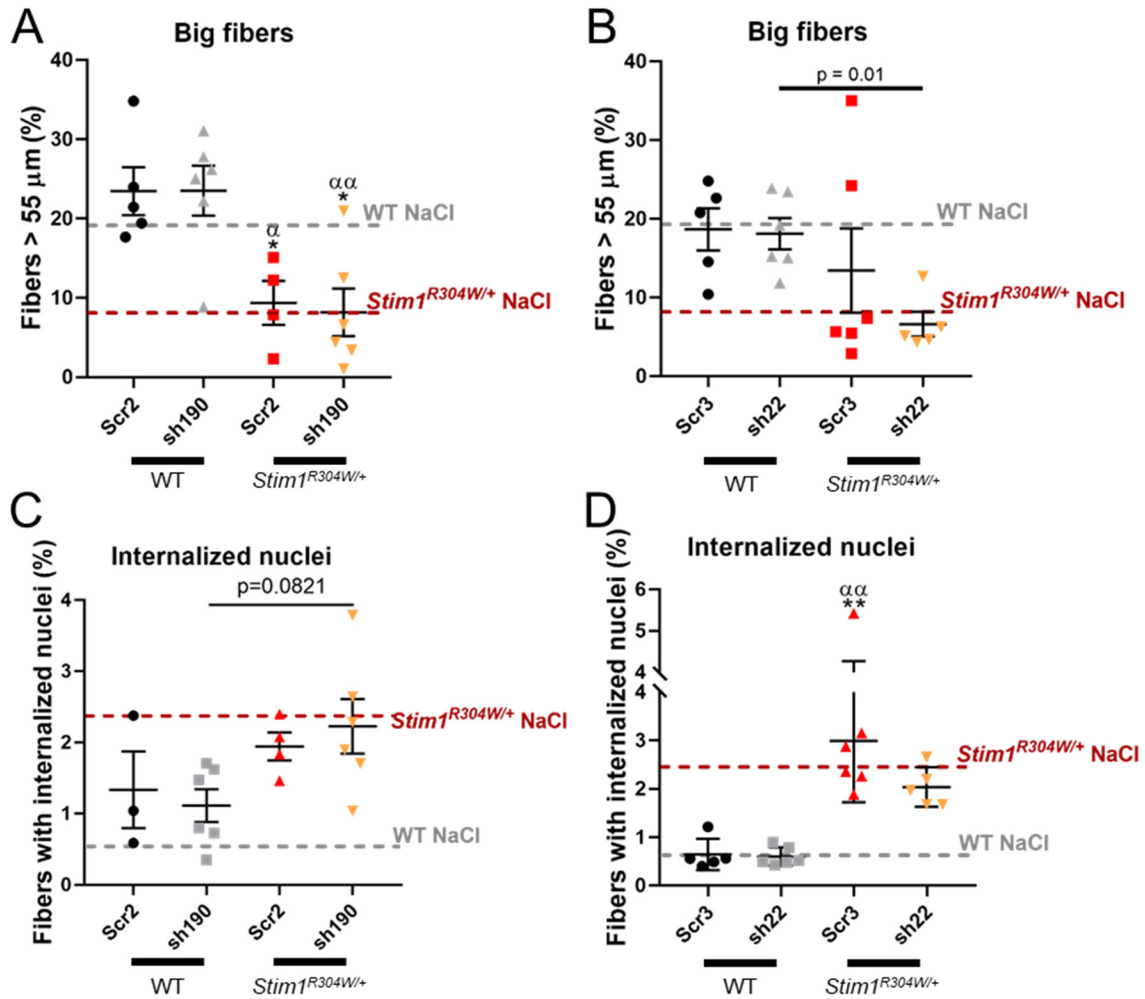 A
Big fibers
Fibers > 55 μm (%)
40
30
20
10
0
αα
*
α
*
WT NaCl
Stim1R304W/+ NaCl
Scr2
sh190
Scr2
sh190
WT
Stim1R304W/+
B
Big fibers
Fibers > 55 μm (%)
40
30
20
10
0
p = 0.01
WT NaCl
Stim1R304W/+ NaCl
Scr3
sh22
Scr3
sh22
WT
Stim1R304W/+
C
Internalized nuclei
Fibers with internalized nuclei (%)
4
3
2
1
0
p=0.0821
Stim1R304W/+ NaCl
WT NaCl
Scr2
sh190
Scr2
sh190
WT
Stim1R304W/+
D
Internalized nuclei
Fibers with internalized nuclei (%)
6
5
4
4
3
2
1
0
αα
**
Stim1R304W/+ NaCl
WT NaCl
Scr3
sh22
Scr3
sh22
WT
Stim1R304W/+